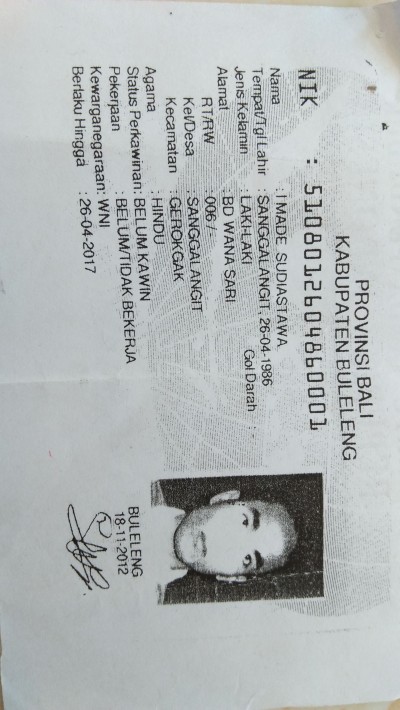 PROVINSI BALI
KABUPATEN BULELENG
NIK : 5108012604860001
Nama : I MADE SUDIASTAWA
Tempat/Tgl Lahir : SANGGALANGIT, 26-04-1986
Jenis Kelamin : LAKI-LAKI Gol Darah : -
Alamat : BD WANA SARI
RT/RW : 006 / -
Kel/Desa : SANGGALANGIT
Kecamatan : GEROKGAK
Agama : HINDU
Status Perkawinan: BELUM KAWIN
Pekerjaan : BELUM/TIDAK BEKERJA
Kewarganegaraan: WNI
Berlaku Hingga : 26-04-2017
BULELENG
18-11-2012